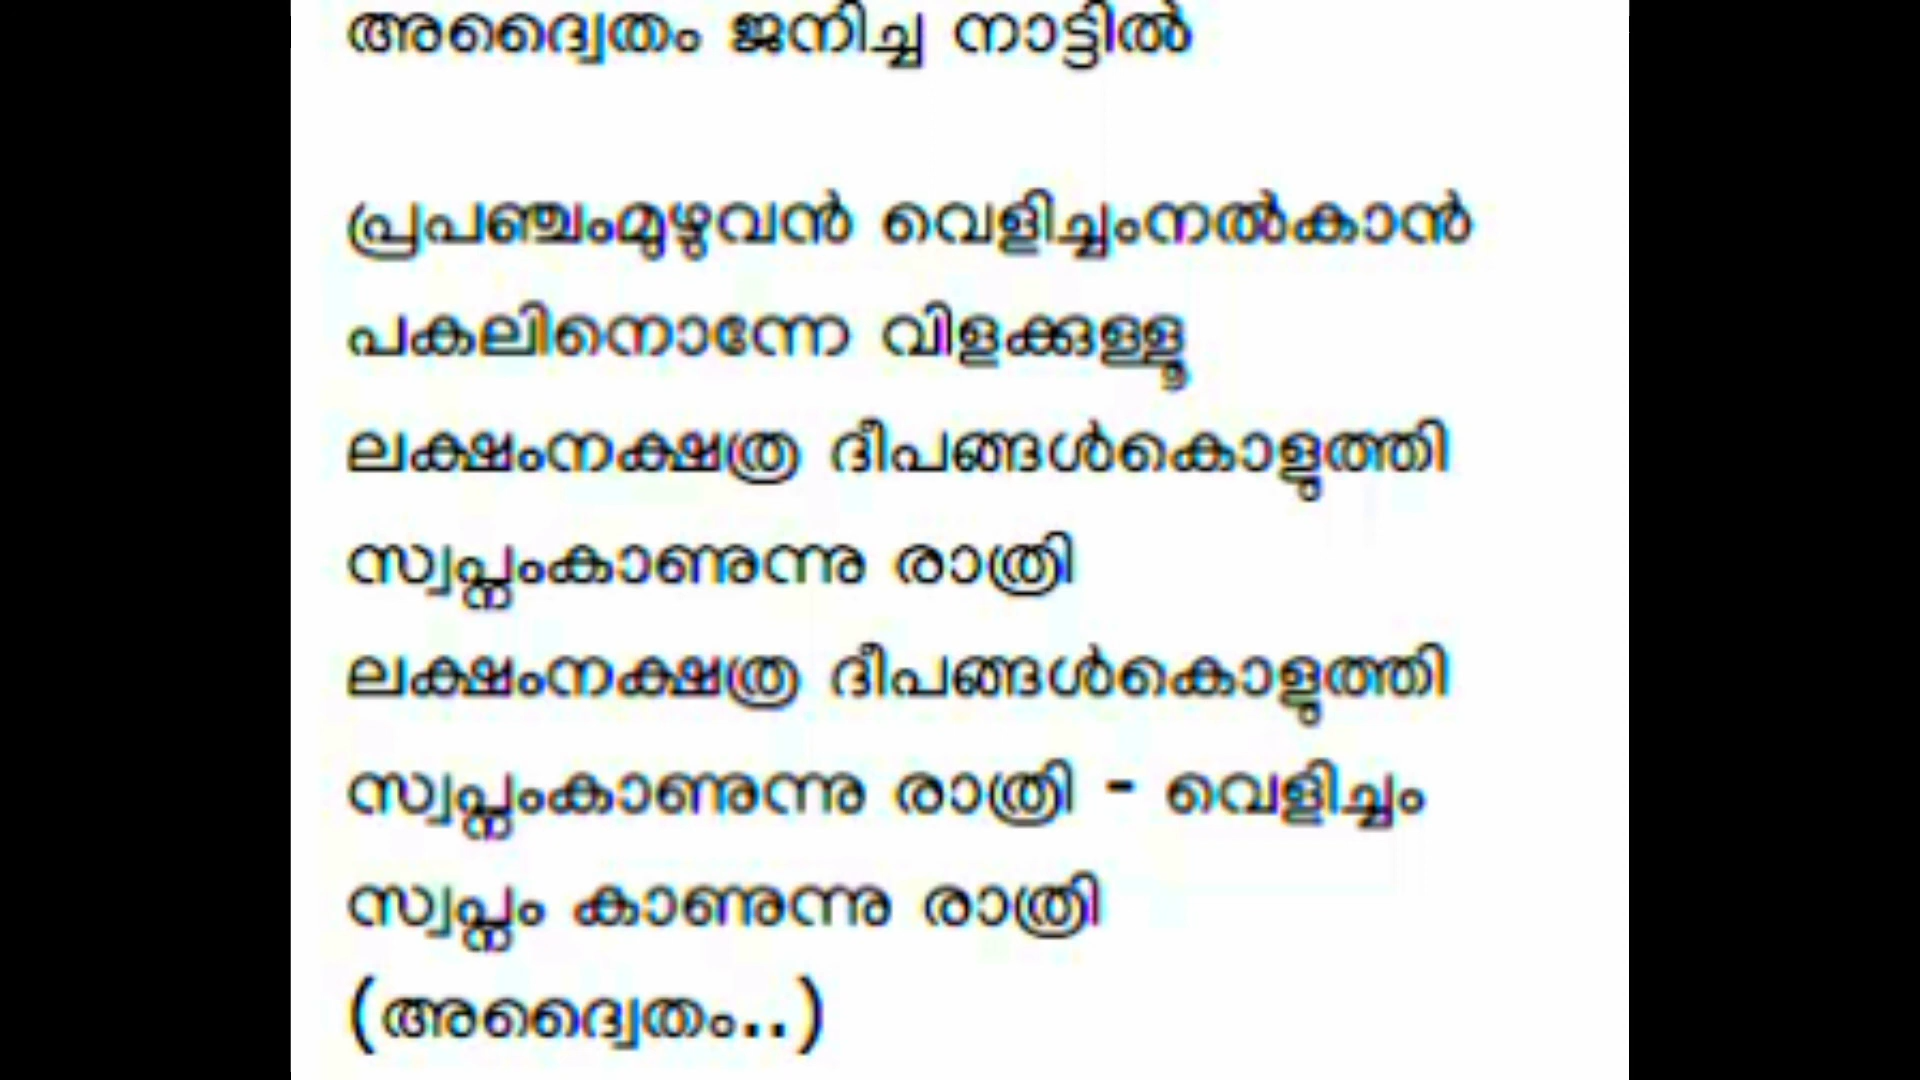 അദ്വൈതം ജനിച്ച നാട്ടിൽ
പ്രപഞ്ചംമുഴുവൻ വെളിച്ചംനൽകാൻ
പകലിനൊന്നേ വിളക്കുള്ളൂ
ലക്ഷംനക്ഷത്ര ദീപങ്ങൾകൊളുത്തി
സ്വപ്നംകാണുന്നു രാത്രി
ലക്ഷംനക്ഷത്ര ദീപങ്ങൾകൊളുത്തി
സ്വപ്നംകാണുന്നു രാത്രി - വെളിച്ചം
സ്വപ്നം കാണുന്നു രാത്രി
(അദ്വൈതം..)